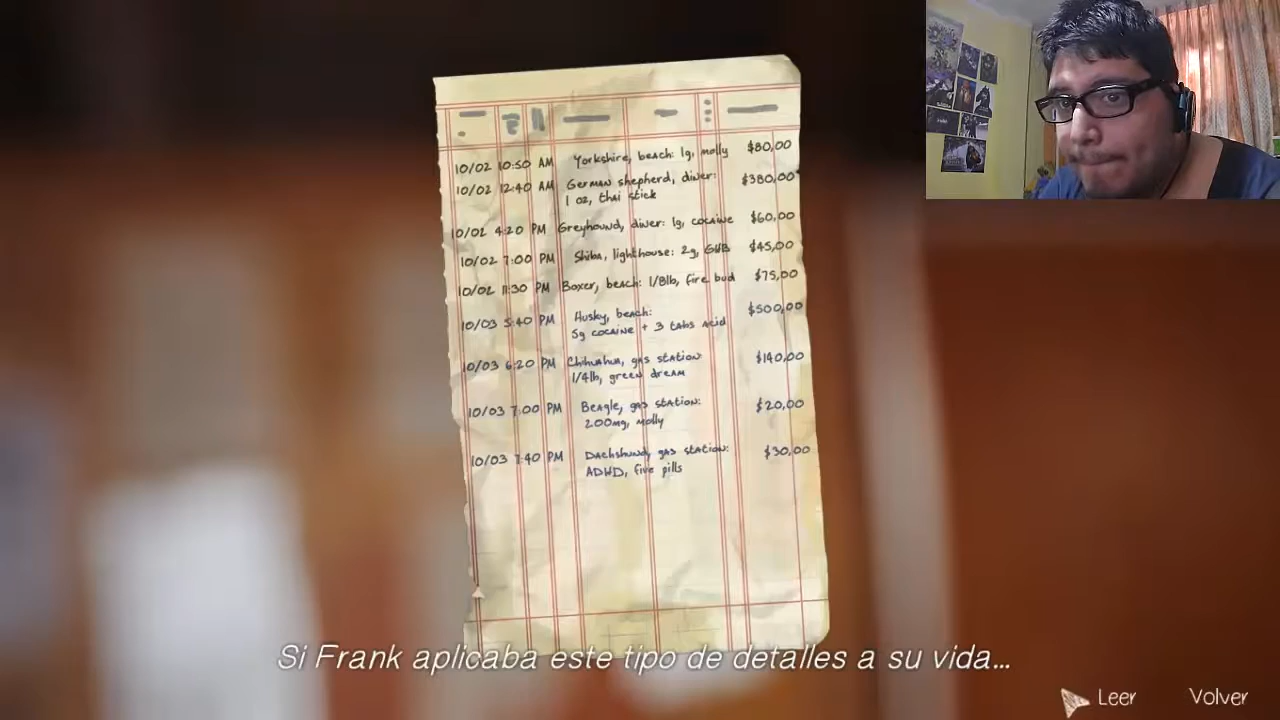 10/02 10:50 AM Yorkshire, beach: 1g, molly $80,00
10/02 12:40 AM German shepherd, diner: $380,00
1 oz, thai stick
10/02 4:20 PM Greyhound, diner: 1g, cocaine $60,00
10/02 7:00 PM Shiba, lighthouse: 2g, GHB $45,00
10/02 11:30 PM Boxer, beach: 1/8lb, fire bud $75,00
10/03 5:40 PM Husky, beach: $500,00
5g cocaine + 3 tabs acid
10/03 6:20 PM Chihuahua, gas station: $140,00
1/4lb, green dream
10/03 7:00 PM Beagle, gas station: $20,00
200mg, molly
10/03 7:40 PM Dachshund, gas station: $30,00
ADHD, five pills
Si Frank aplicaba este tipo de detalles a su vida...
Leer Volver